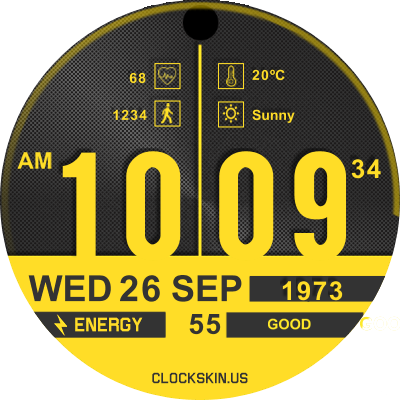 68
20ºC
1234
Sunny
AM
10 09
34
WED 26 SEP
1973
ENERGY
55
GOOD
CLOCKSKIN.US